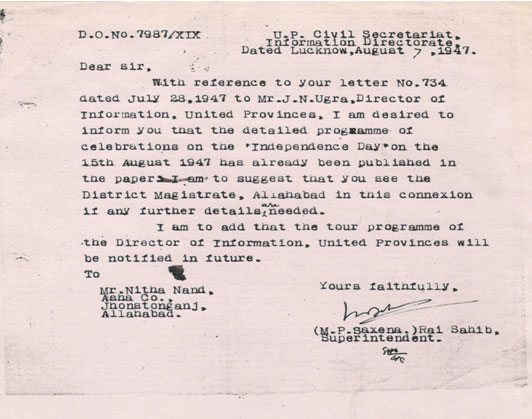 D.O.No.7987/XIX
U.P. Civil Secretariat,
Information Directorate,
Dated Lucknow, August 7, 1947.
Dear sir,
With reference to your letter No.734
dated July 28,1947 to Mr.J.N.Ugra,Director of
Information, United Provinces, I am desired to
inform you that the detailed programme of
celebrations on the "Independence Day" on the
15th August 1947 has already been published in
the paper. I am to suggest that you see the
District Magistrate, Allahabad in this connexion
if any further details are needed.
I am to add that the tour programme of
the Director of Information, United Provinces will
be notified in future.
To
Mr.Nitha Nand,
Asha Co.,
Jhonstonganj,
Allahabad.
Yours faithfully,
(M.P.Saxena.)Rai Sahib,
Superintendent.